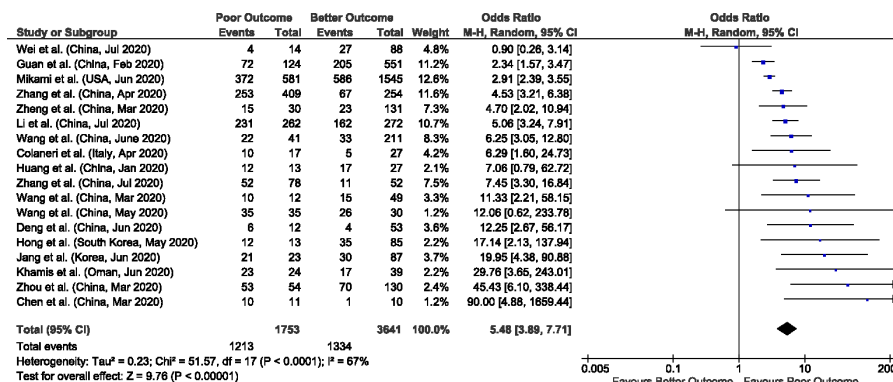 Poor Outcome Better Outcome Odds Ratio Odds Ratio
Study or Subgroup Events Total Events Total Weight M-H, Random, 95% CI M-H, Random, 95% CI
Wei et al. (China, Jul 2020) 4 14 27 88 4.8% 0.90 [0.26, 3.14]
Guan et al. (China, Feb 2020) 72 124 205 551 11.6% 2.34 [1.57, 3.47]
Mikami et al. (USA, Jun 2020) 372 581 586 1545 12.6% 2.91 [2.39, 3.55]
Zhang et al. (China, Apr 2020) 253 409 67 254 12.0% 4.53 [3.21, 6.38]
Zheng et al. (China, Mar 2020) 15 30 23 131 7.4% 4.70 [2.02, 10.94]
Li et al. (China, Jul 2020) 231 262 162 272 10.7% 5.06 [3.24, 7.91]
Wang et al. (China, June 2020) 22 41 33 211 8.3% 6.25 [3.05, 12.80]
Colaneri et al. (Italy, Apr 2020) 10 17 5 27 4.3% 6.29 [1.60, 24.73]
Huang et al. (China, Jan 2020) 12 13 17 27 2.1% 7.06 [0.79, 62.72]
Zhang et al. (China, Jul 2020) 52 78 11 52 7.7% 7.45 [3.30, 16.84]
Wang et al. (China, Mar 2020) 10 12 15 49 3.4% 11.33 [2.21, 58.15]
Wang et al. (China, May 2020) 35 35 26 30 1.3% 12.06 [0.62, 233.78]
Deng et al. (China, Jun 2020) 6 12 4 53 3.7% 12.25 [2.67, 56.17]
Hong et al. (South Korea, May 2020) 12 13 35 85 2.3% 17.14 [2.13, 137.94]
Jang et al. (Korea, Jun 2020) 21 23 30 87 3.8% 19.95 [4.38, 90.88]
Khamis et al. (Oman, Jun 2020) 23 24 17 39 2.3% 29.76 [3.65, 243.01]
Zhou et al. (China, Mar 2020) 53 54 70 130 2.4% 45.43 [6.10, 338.44]
Chen et al. (China, Mar 2020) 10 11 1 10 1.2% 90.00 [4.88, 1659.44]
Total (95% CI) 1753 3641 100.0% 5.48 [3.89, 7.71]
Total events 1213 1334
Heterogeneity: Tau² = 0.23; Chi² = 51.57, df = 17 (P < 0.0001); I² = 67%
Test for overall effect: Z = 9.76 (P < 0.00001)
0.005 0.1 1 10 20
Favours Better Outcome Favours Poor Outcome